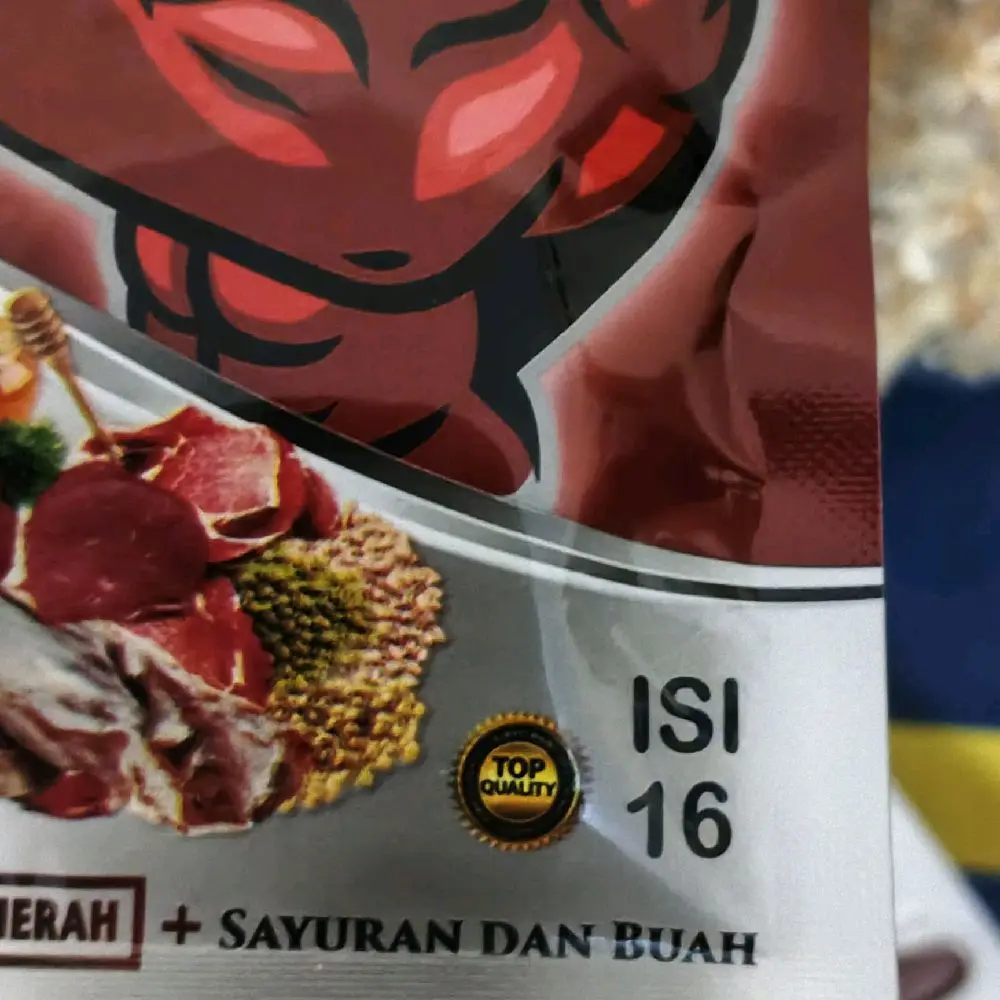 TOP
QUALITY
ISI
16
+ SAYURAN DAN BUAH